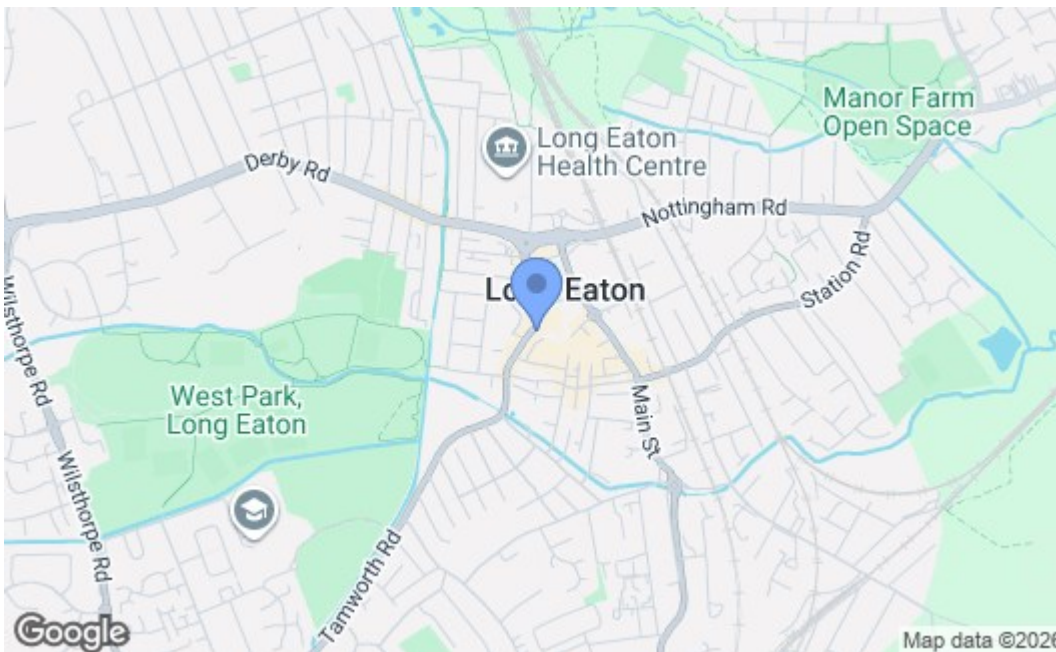 Manor Farm
Open Space
Long Eaton
Health Centre
Derby Rd
Nottingham Rd
Station Rd
Eaton
Wilsthorpe Rd
West Park,
Long Eaton
Main St
Wilsthorpe Rd
Tamworth Rd
Google
Map data ©2026